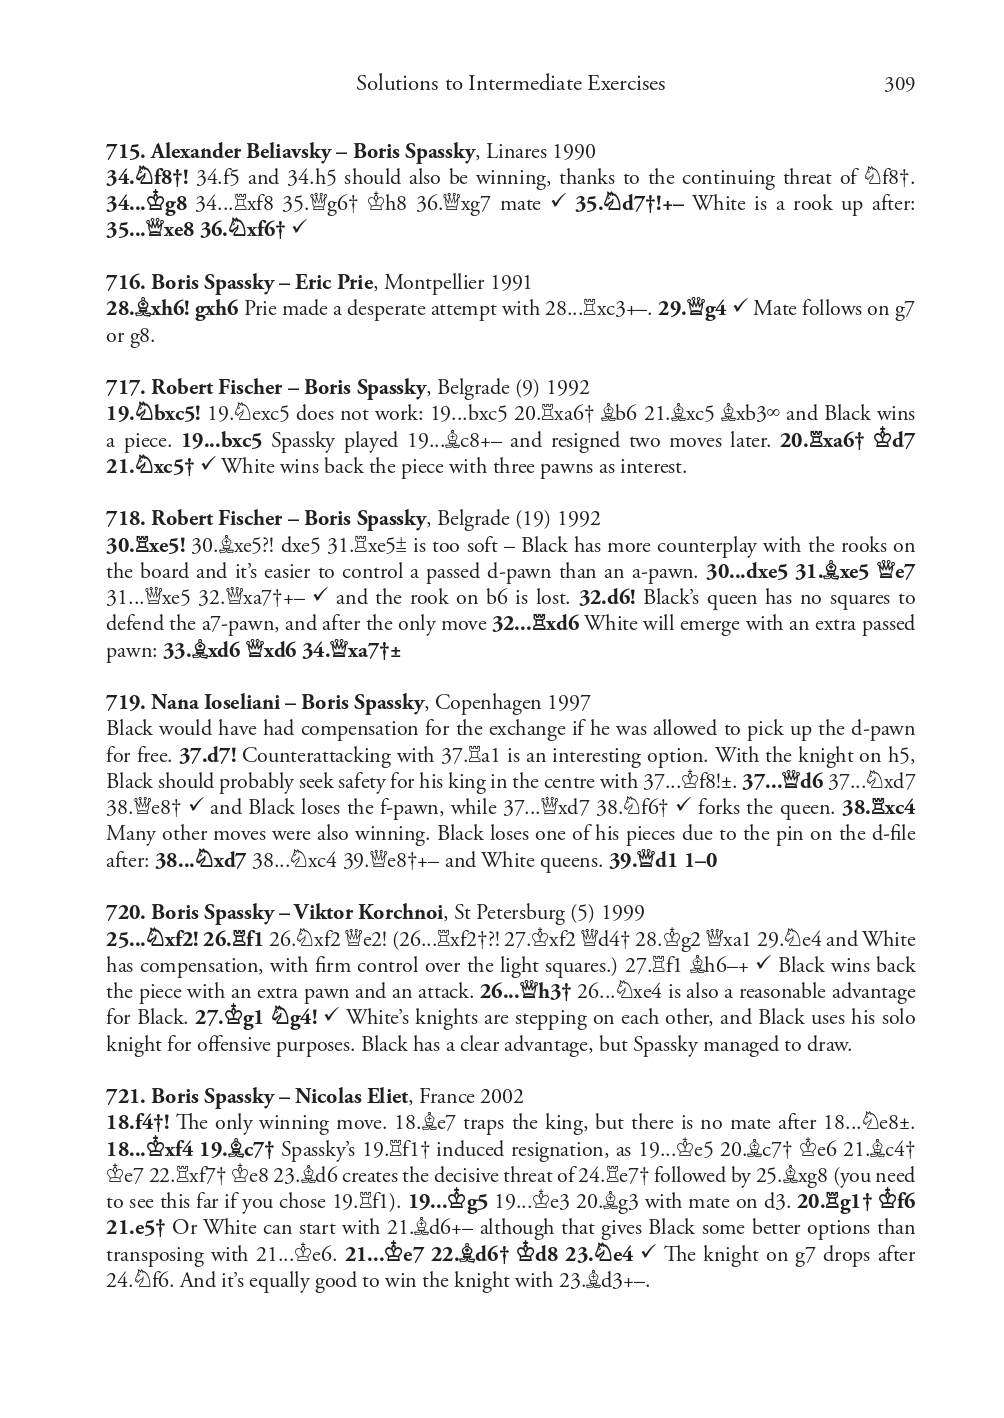 Solutions to Intermediate Exercises 309
715. Alexander Beliavsky – Boris Spassky, Linares 1990
34.♘f8†! 34.f5 and 34.h5 should also be winning, thanks to the continuing threat of ♘f8†.
34...♔g8 34...♖xf8 35.♕g6† ♔h8 36.♕xg7 mate ✓ 35.♘d7†!+– White is a rook up after:
35...♕xe8 36.♘xf6† ✓
716. Boris Spassky – Eric Prie, Montpellier 1991
28.♗xh6! gxh6 Prie made a desperate attempt with 28...♖xc3+–. 29.♕g4 ✓ Mate follows on g7
or g8.
717. Robert Fischer – Boris Spassky, Belgrade (9) 1992
19.♘bxc5! 19.♘exc5 does not work: 19...bxc5 20.♖xa6† ♗b6 21.♗xc5 ♗xb3∞ and Black wins
a piece. 19...bxc5 Spassky played 19...♗c8+– and resigned two moves later. 20.♖xa6† ♔d7
21.♘xc5† ✓ White wins back the piece with three pawns as interest.
718. Robert Fischer – Boris Spassky, Belgrade (19) 1992
30.♖xe5! 30.♗xe5?! dxe5 31.♖xe5± is too soft – Black has more counterplay with the rooks on
the board and it’s easier to control a passed d-pawn than an a-pawn. 30...dxe5 31.♗xe5 ♕e7
31...♕xe5 32.♕xa7†+– ✓ and the rook on b6 is lost. 32.d6! Black’s queen has no squares to
defend the a7-pawn, and after the only move 32...♖xd6 White will emerge with an extra passed
pawn: 33.♗xd6 ♕xd6 34.♕xa7†±
719. Nana Ioseliani – Boris Spassky, Copenhagen 1997
Black would have had compensation for the exchange if he was allowed to pick up the d-pawn
for free. 37.d7! Counterattacking with 37.♖a1 is an interesting option. With the knight on h5,
Black should probably seek safety for his king in the centre with 37...♔f8!±. 37...♕d6 37...♘xd7
38.♕e8† ✓ and Black loses the f-pawn, while 37...♕xd7 38.♘f6† ✓ forks the queen. 38.♖xc4
Many other moves were also winning. Black loses one of his pieces due to the pin on the d-file
after: 38...♘xd7 38...♘xc4 39.♕e8†+– and White queens. 39.♕d1 1–0
720. Boris Spassky – Viktor Korchnoi, St Petersburg (5) 1999
25...♘xf2! 26.♖f1 26.♘xf2 ♕e2! (26...♖xf2†?! 27.♔xf2 ♕d4† 28.♔g2 ♕xa1 29.♘e4 and White
has compensation, with firm control over the light squares.) 27.♖f1 ♗h6–+ ✓ Black wins back
the piece with an extra pawn and an attack. 26...♕h3† 26...♘xe4 is also a reasonable advantage
for Black. 27.♔g1 ♘g4! ✓ White’s knights are stepping on each other, and Black uses his solo
knight for offensive purposes. Black has a clear advantage, but Spassky managed to draw.
721. Boris Spassky – Nicolas Eliet, France 2002
18.f4†! The only winning move. 18.♗e7 traps the king, but there is no mate after 18...♘e8±.
18...♔xf4 19.♗c7† Spassky’s 19.♖f1† induced resignation, as 19...♔e5 20.♗c7† ♔e6 21.♗c4†
♔e7 22.♖xf7† ♔e8 23.♗d6 creates the decisive threat of 24.♖e7† followed by 25.♗xg8 (you need
to see this far if you chose 19.♖f1). 19...♔g5 19...♔e3 20.♗g3 with mate on d3. 20.♖g1† ♔f6
21.e5† Or White can start with 21.♗d6+– although that gives Black some better options than
transposing with 21...♔e6. 21...♔e7 22.♗d6† ♔d8 23.♘e4 ✓ The knight on g7 drops after
24.♘f6. And it’s equally good to win the knight with 23.♗d3+–.